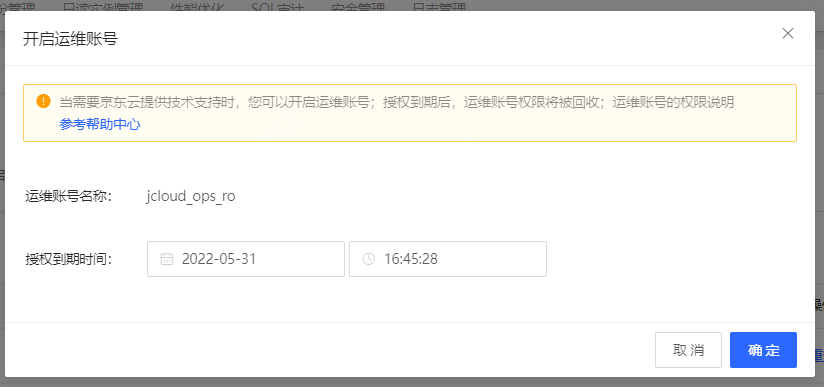 开启运维账号
当需要京东云提供技术支持时，您可以开启运维账号；授权到期后，运维账号权限将被回收；运维账号的权限说明
参考帮助中心
运维账号名称：
jcloud_ops_ro
授权到期时间：
2022-05-31
16:45:28
取消
确定